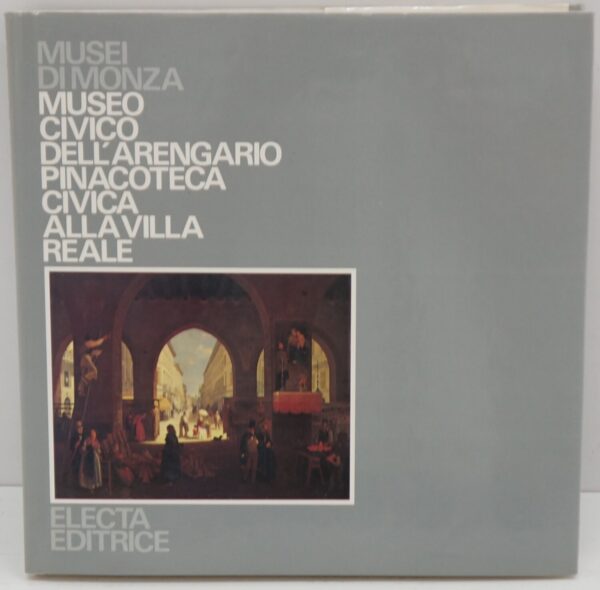 MUSEI
DI MONZA
MUSEO
CIVICO
DELL'ARENGARIO
PINACOTECA
CIVICA
ALLA VILLA
REALE
ELECTA
EDITRICE